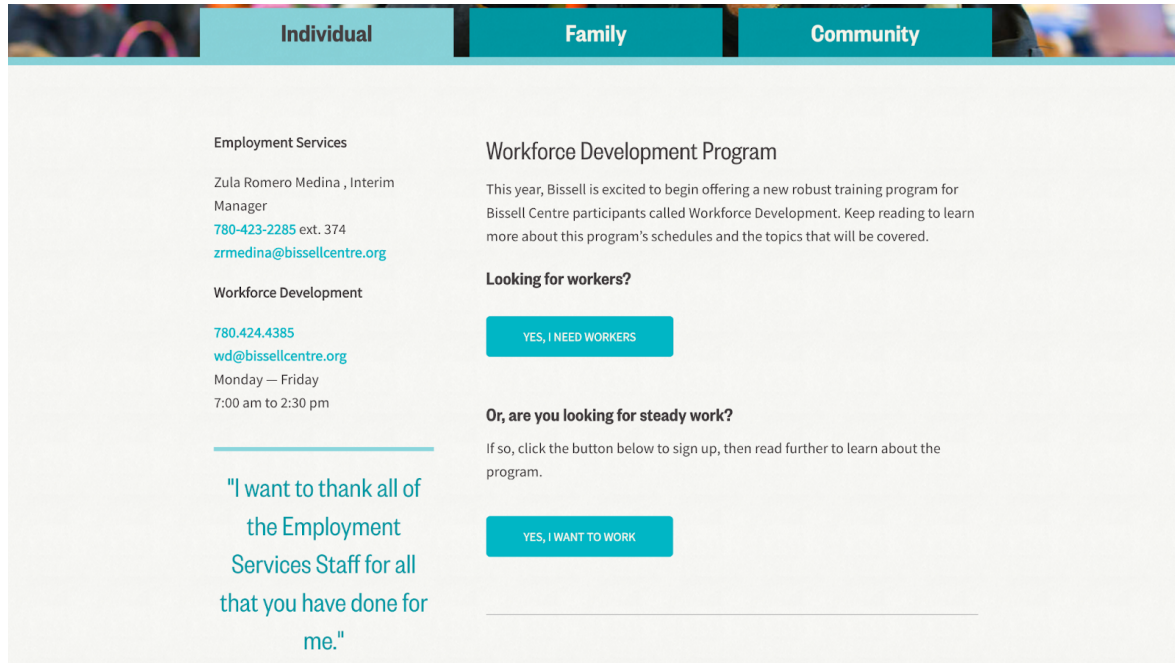 Individual
Family
Community
Employment Services
Zula Romero Medina , Interim
Manager
780-423-2285 ext. 374
zrmedina@bissellcentre.org
Workforce Development
780.424.4385
wd@bissellcentre.org
Monday — Friday
7:00 am to 2:30 pm
"I want to thank all of
the Employment
Services Staff for all
that you have done for
me."
Workforce Development Program
This year, Bissell is excited to begin offering a new robust training program for
Bissell Centre participants called Workforce Development. Keep reading to learn
more about this program’s schedules and the topics that will be covered.
Looking for workers?
YES, I NEED WORKERS
Or, are you looking for steady work?
If so, click the button below to sign up, then read further to learn about the
program.
YES, I WANT TO WORK